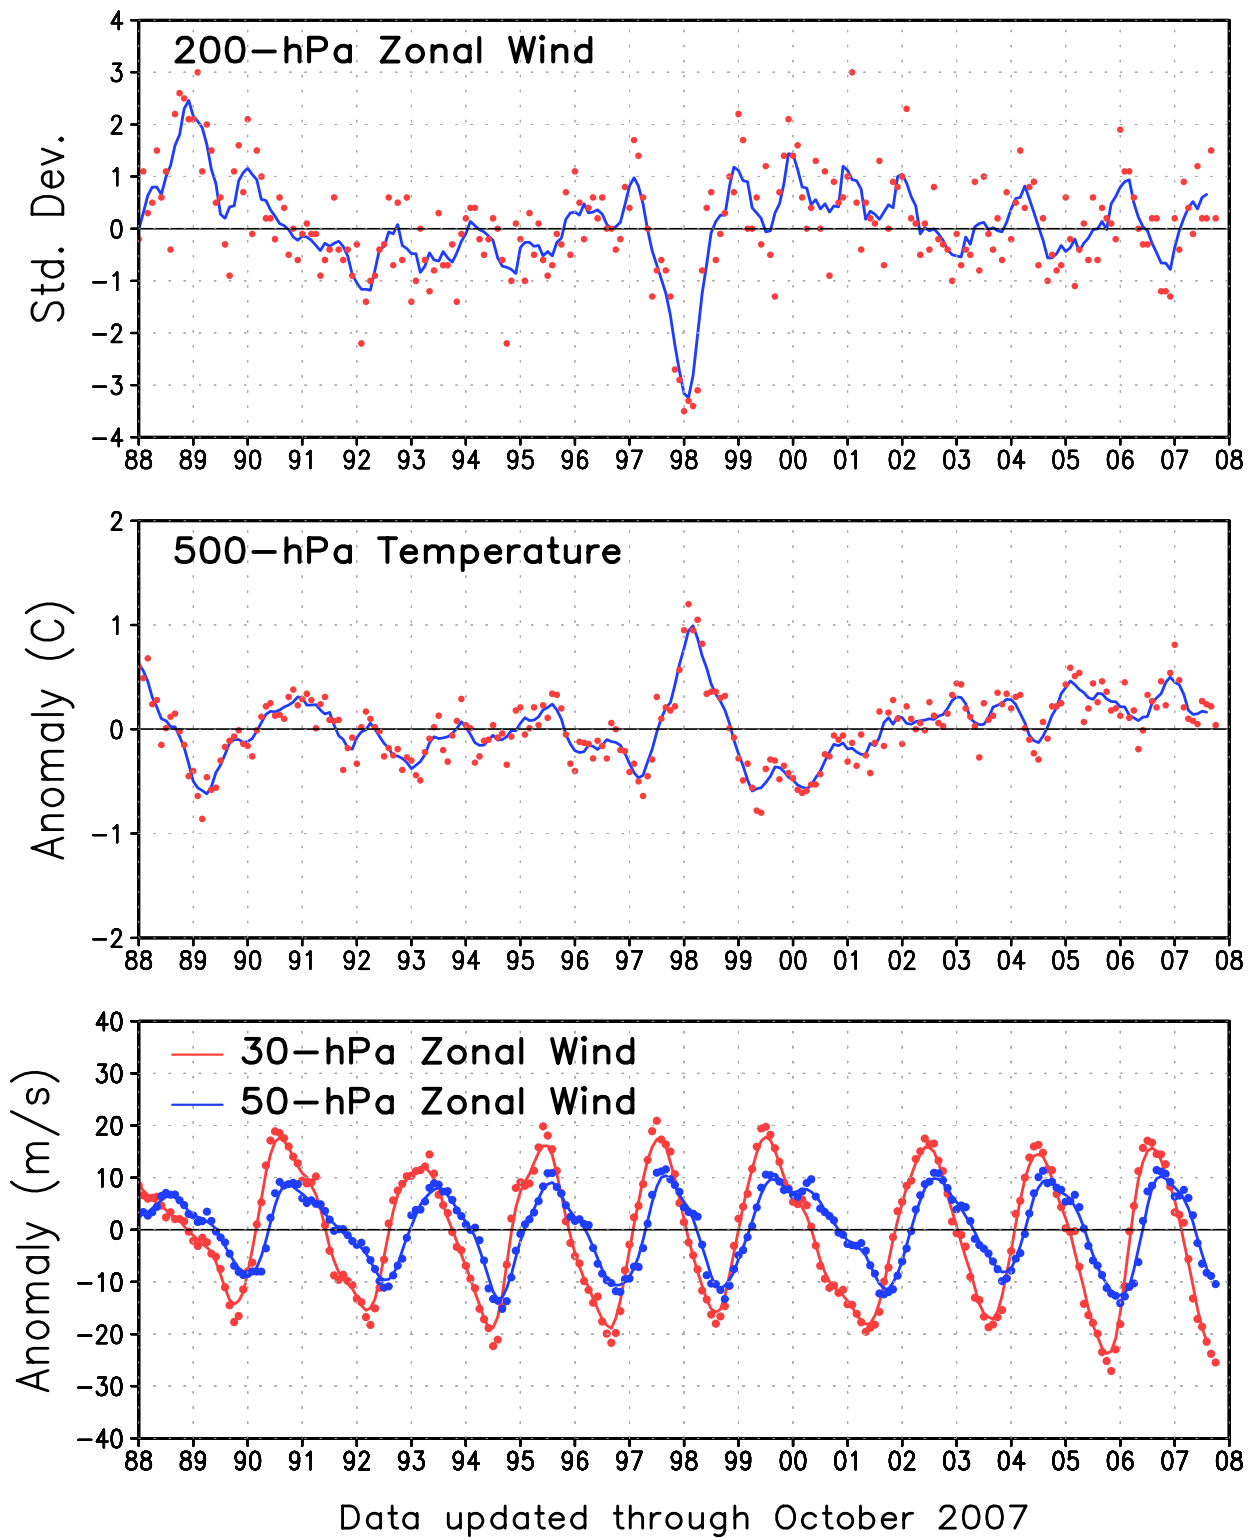 200-hPa Zonal Wind
Std. Dev.
4
3
2
1
0
-1
-2
-3
-4
88 89 90 91 92 93 94 95 96 97 98 99 00 01 02 03 04 05 06 07 08
500-hPa Temperature
Anomaly (C)
2
1
0
-1
-2
88 89 90 91 92 93 94 95 96 97 98 99 00 01 02 03 04 05 06 07 08
30-hPa Zonal Wind
50-hPa Zonal Wind
Anomaly (m/s)
40
30
20
10
0
-10
-20
-30
-40
88 89 90 91 92 93 94 95 96 97 98 99 00 01 02 03 04 05 06 07 08
Data updated through October 2007